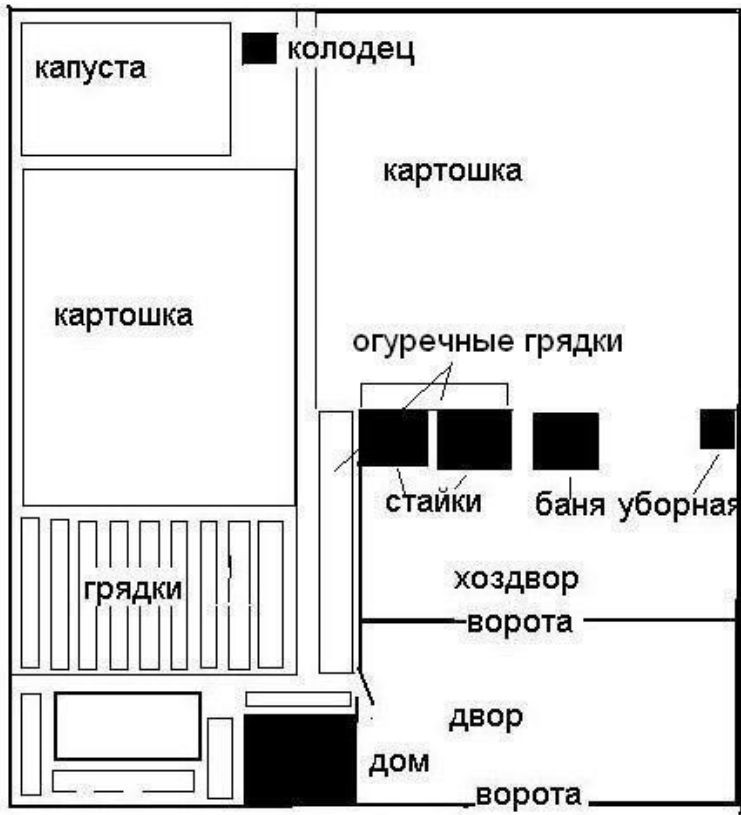 капуста
колодец
картошка
картошка
огуречные грядки
стайки
баня
уборная
грядки
хоздвор
ворота
двор
дом
ворота